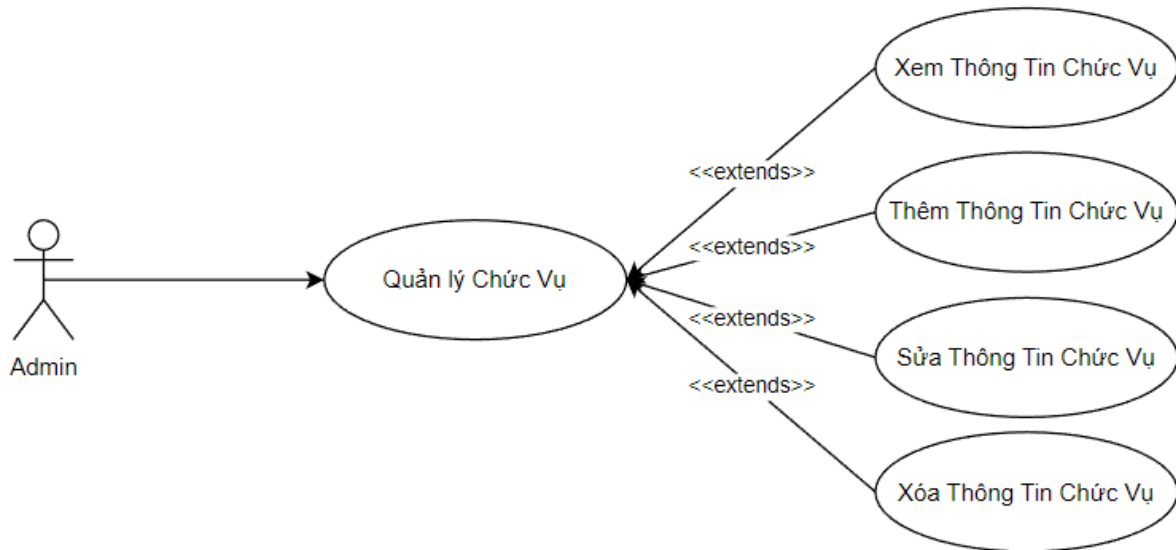 Xem Thông Tin Chức Vụ
<<extends>>
Thêm Thông Tin Chức Vụ
<<extends>>
Quản lý Chức Vụ
<<extends>>
Sửa Thông Tin Chức Vụ
Admin
<<extends>>
Xóa Thông Tin Chức Vụ